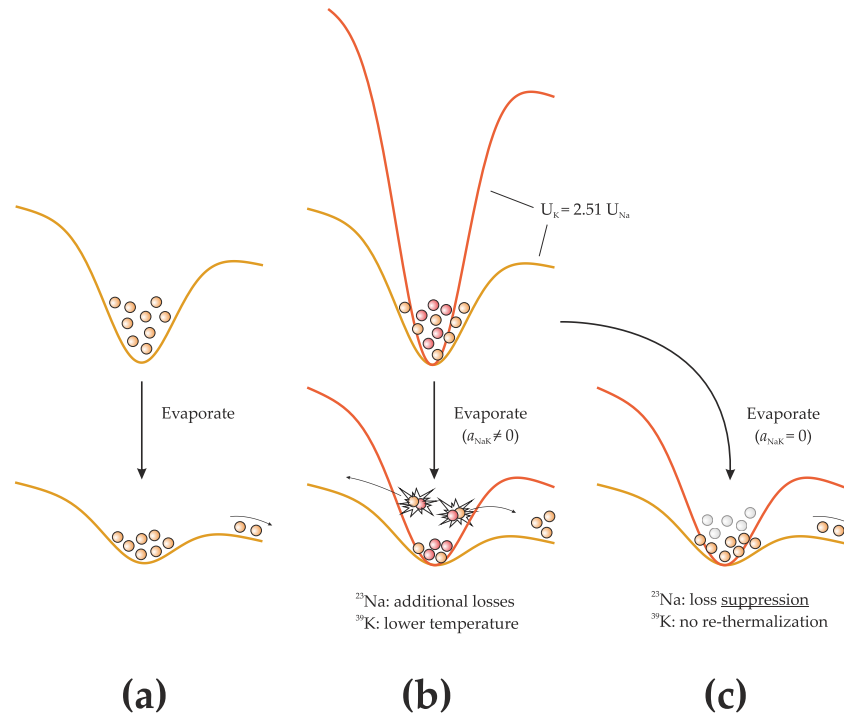 U_K = 2.51 U_Na
Evaporate
Evaporate
(a_NaK ≠ 0)
Evaporate
(a_NaK = 0)
²³Na: additional losses
³⁹K: lower temperature
²³Na: loss suppression
³⁹K: no re-thermalization
(a)
(b)
(c)